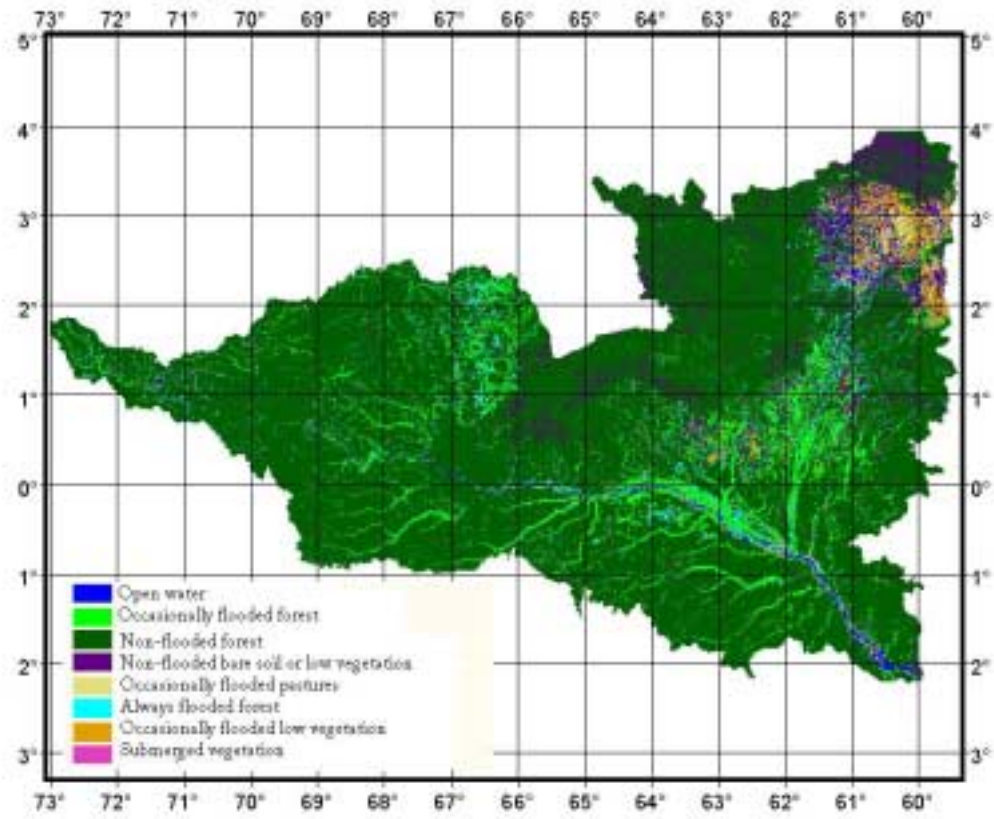 73° 72° 71° 70° 69° 68° 67° 66° 65° 64° 63° 62° 61° 60°
5° 5°
4° 4°
3° 3°
2° 2°
1° 1°
0° 0°
1° 1°
2° 2°
3° 3°
Open water
Occasionally flooded forest
Non-flooded forest
Non-flooded bare soil or low vegetation
Occasionally flooded pastures
Always flooded forest
Occasionally flooded low vegetation
Submerged vegetation
73° 72° 71° 70° 69° 68° 67° 66° 65° 64° 63° 62° 61° 60°